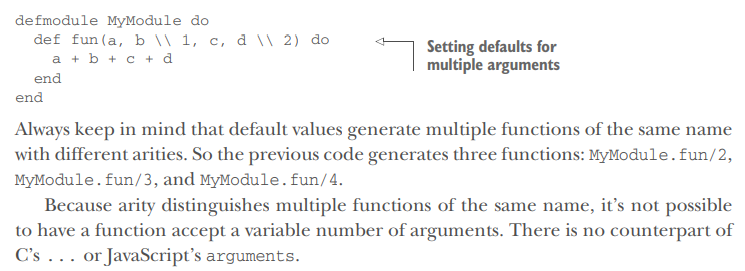 defmodule MyModule do
def fun(a, b \\ 1, c, d \\ 2) do
a + b + c + d
end
end
Setting defaults for
multiple arguments
Always keep in mind that default values generate multiple functions of the same name
with different arities. So the previous code generates three functions: MyModule.fun/2,
MyModule.fun/3, and MyModule.fun/4.
Because arity distinguishes multiple functions of the same name, it's not possible
to have a function accept a variable number of arguments. There is no counterpart of
C's ... or JavaScript's arguments.